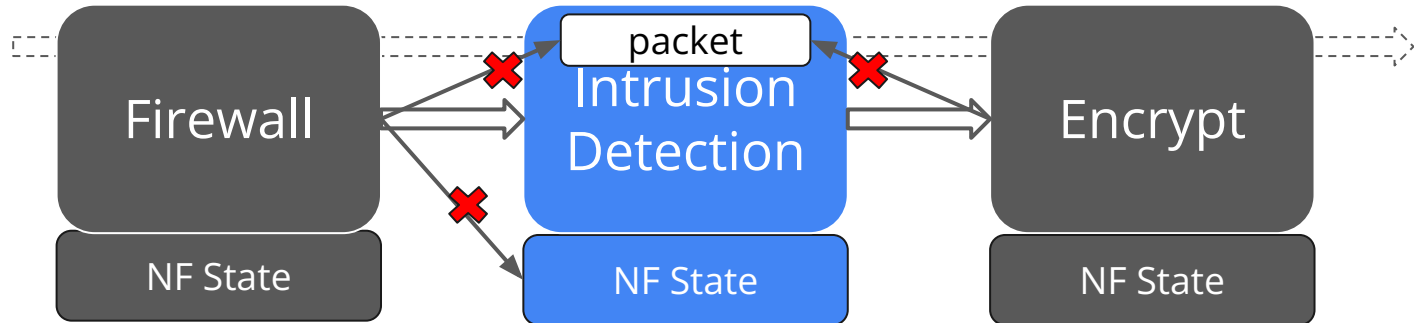 Firewall
NF State
packet
Intrusion
Detection
NF State
Encrypt
NF State